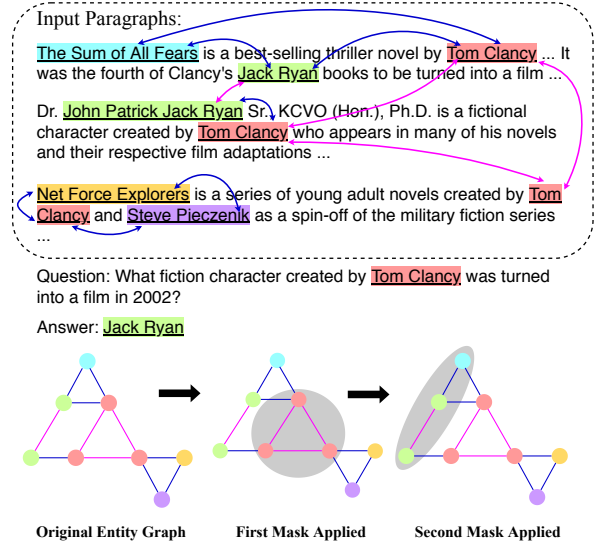 Input Paragraphs:
The Sum of All Fears is a best-selling thriller novel by Tom Clancy ... It
was the fourth of Clancy's Jack Ryan books to be turned into a film ...
Dr. John Patrick Jack Ryan Sr., KCVO (Hon.), Ph.D. is a fictional
character created by Tom Clancy who appears in many of his novels
and their respective film adaptations ...
Net Force Explorers is a series of young adult novels created by Tom
Clancy and Steve Pieczenik as a spin-off of the military fiction series
...
Question: What fiction character created by Tom Clancy was turned
into a film in 2002?
Answer: Jack Ryan
Original Entity Graph First Mask Applied Second Mask Applied